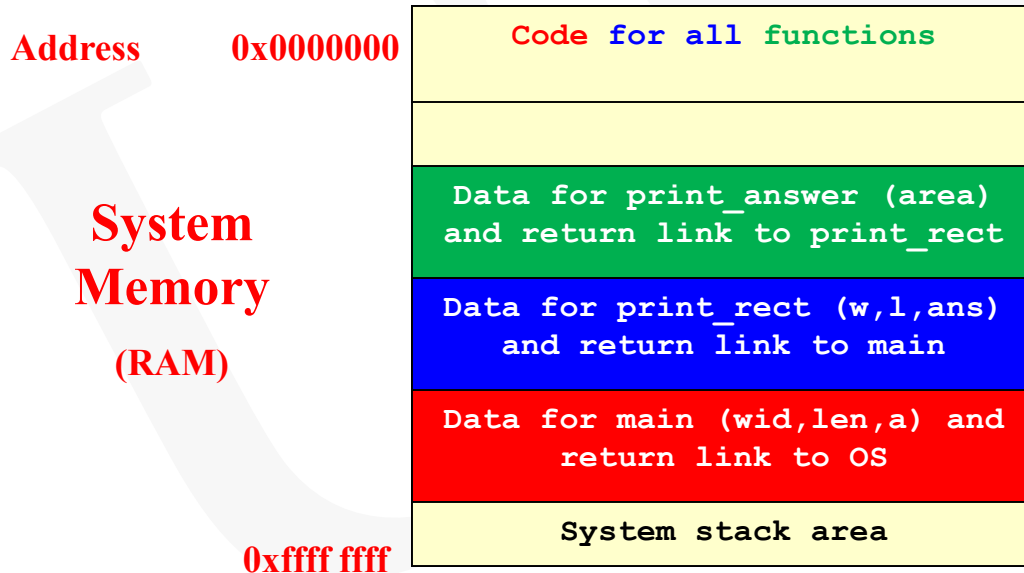 Address 0x0000000
Code for all functions
System
Memory
(RAM)
Data for print_answer (area)
and return link to print_rect
Data for print_rect (w,l,ans)
and return link to main
Data for main (wid,len,a) and
return link to OS
System stack area
0xffff ffff